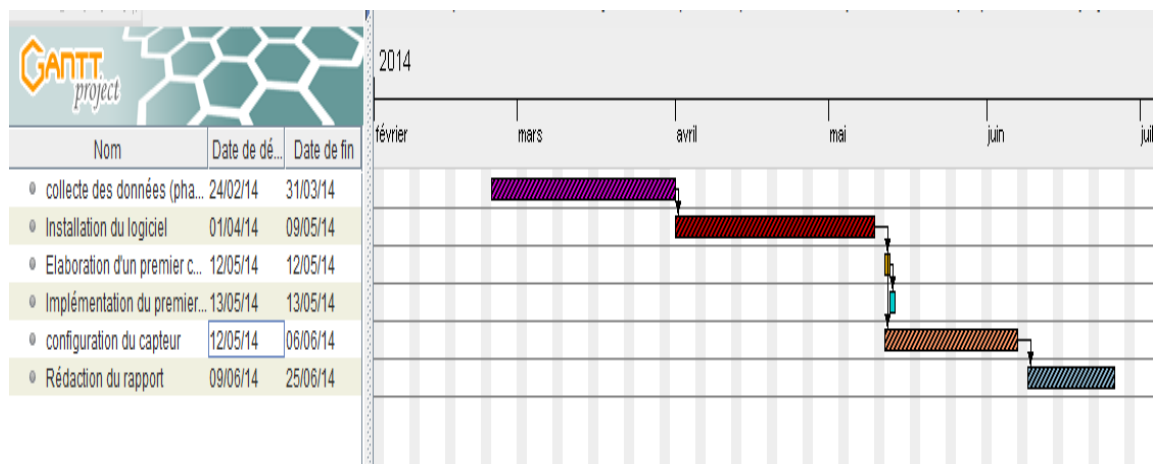 GANTT
project
2014
février mars avril mai juin juil
Nom Date de dé... Date de fin
collecte des données (pha... 24/02/14 31/03/14
Installation du logiciel 01/04/14 09/05/14
Elaboration d'un premier c... 12/05/14 12/05/14
Implémentation du premier... 13/05/14 13/05/14
configuration du capteur 12/05/14 06/06/14
Rédaction du rapport 09/06/14 25/06/14